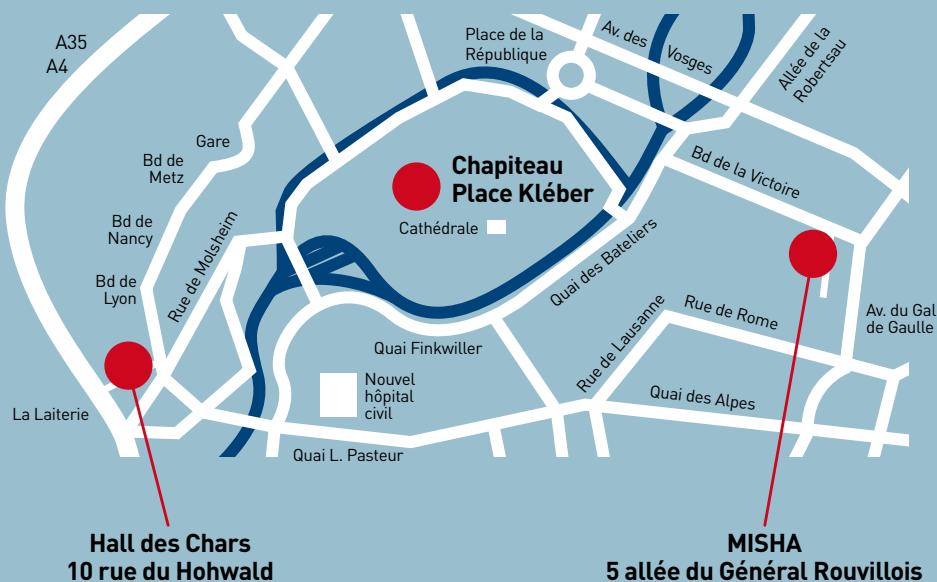 A35
A4
Place de la
République
Av. des
Vosges
Allée de la
Robertsau
Gare
Bd de
Metz
Chapiteau
Place Kléber
Bd de la Victoire
Bd de
Nancy
Rue de Molsheim
Cathédrale
Quai des Bateliers
Bd de
Lyon
Rue de Lausanne
Rue de Rome
Av. du Gal
de Gaulle
Quai Finkwiller
Nouvel
hôpital
civil
Quai des Alpes
La Laiterie
Quai L. Pasteur
Hall des Chars
10 rue du Hohwald
MISHA
5 allée du Général Rouvillois